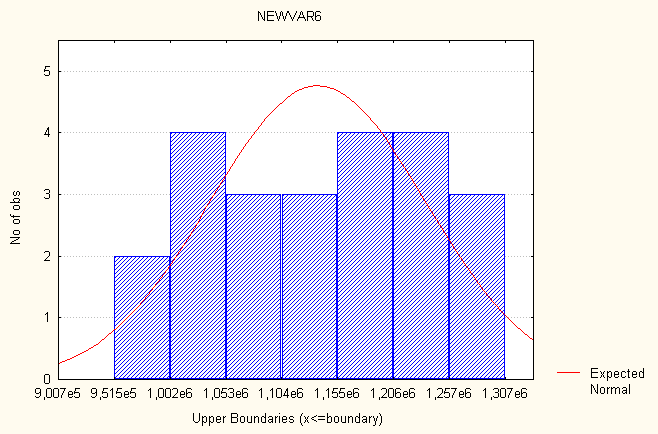 NEWVAR6
No of obs
5
4
3
2
1
0
9,007e5 9,515e5 1,002e6 1,053e6 1,104e6 1,155e6 1,206e6 1,257e6 1,307e6
Upper Boundaries (x<=boundary)
Expected
Normal